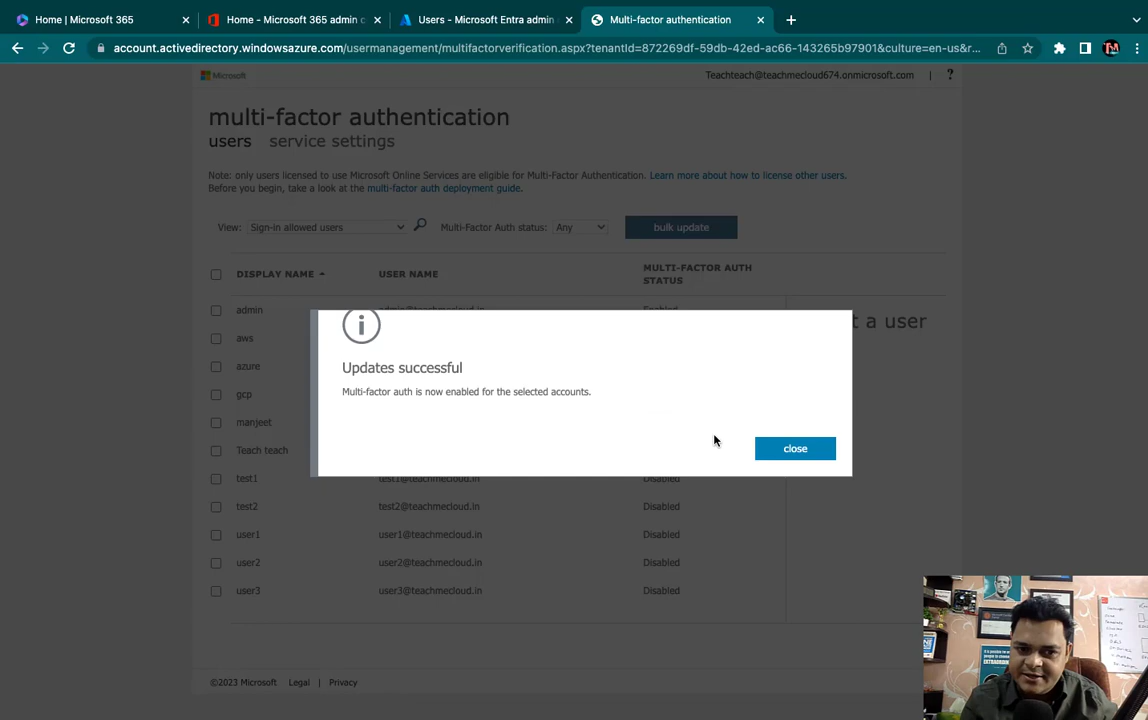 Home | Microsoft 365
Home - Microsoft 365 admin c
Users - Microsoft Entra admin
Multi-factor authentication
account.activedirectory.windowsazure.com/usermanagement/multifactorverification.aspx?tenantId=872269df-59db-42ed-ac66-143265b97901&culture=en-us&r...
Microsoft
Teachteach@teachmecloud674.onmicrosoft.com | ?
multi-factor authentication
users service settings
Note: only users licensed to use Microsoft Online Services are eligible for Multi-Factor Authentication. Learn more about how to license other users.
Before you begin, take a look at the multi-factor auth deployment guide.
View: Sign-in allowed users Multi-Factor Auth status: Any bulk update
DISPLAY NAME USER NAME MULTI-FACTOR AUTH STATUS
admin admin@teachmecloud.in Enabled
t a user
aws
azure
gcp
manjeet
Teach teach
i
Updates successful
Multi-factor auth is now enabled for the selected accounts.
close
test1 test1@teachmecloud.in Disabled
test2 test2@teachmecloud.in Disabled
user1 user1@teachmecloud.in Disabled
user2 user2@teachmecloud.in Disabled
user3 user3@teachmecloud.in Disabled
©2023 Microsoft Legal | Privacy